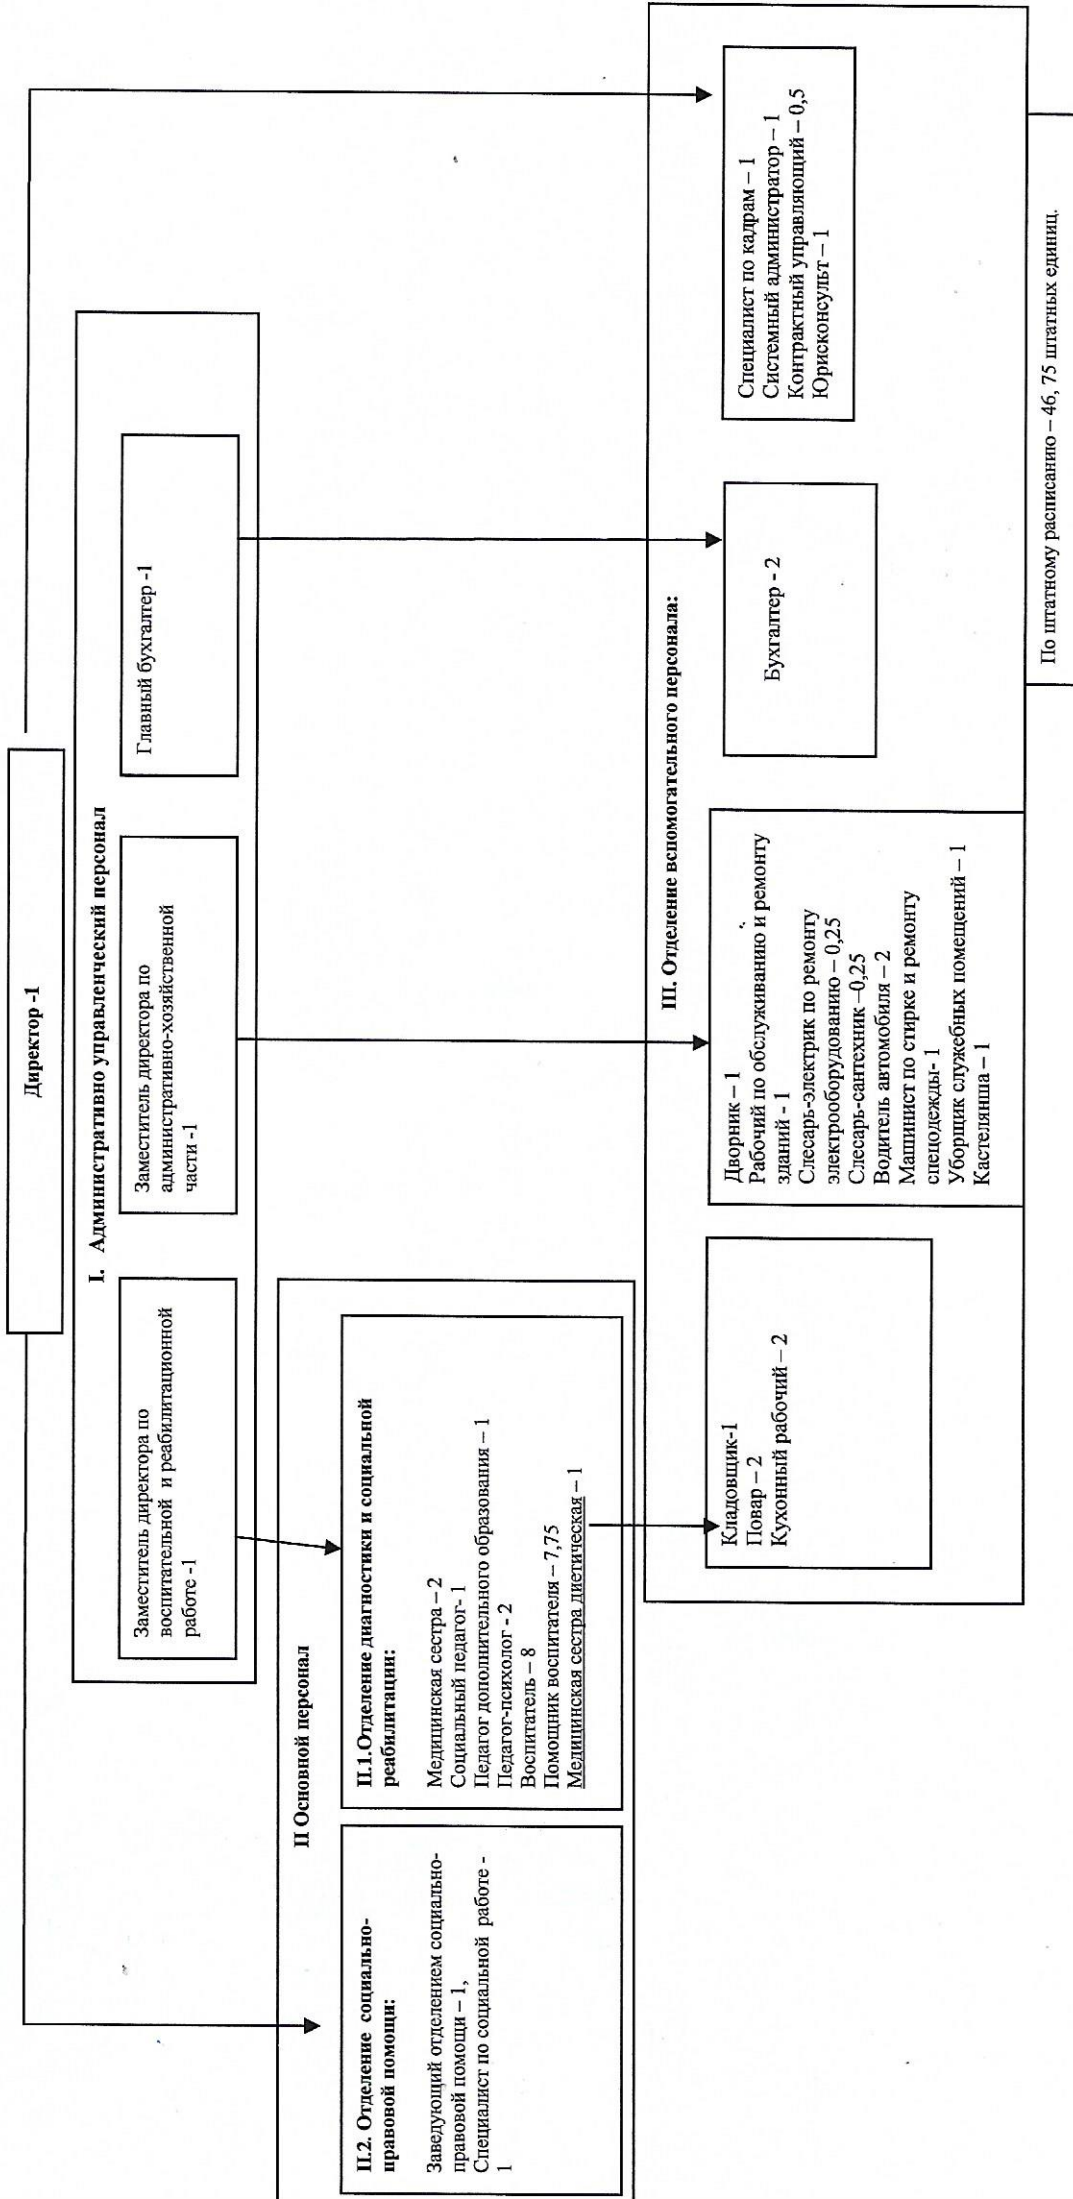 Директор -1
I. Административно управленческий персонал
Заместитель директора по
воспитательной и реабилитационной
работе -1
Заместитель директора по
административно-хозяйственной
части -1
Главный бухгалтер -1
II Основной персонал
II.2. Отделение социально-
правовой помощи:
Заведующий отделением социально-
правовой помощи – 1,
Специалист по социальной работе -
1
II.1.Отделение диагностики и социальной
реабилитации:
Медицинская сестра – 2
Социальный педагог- 1
Педагог дополнительного образования – 1
Педагог-психолог - 2
Воспитатель – 8
Помощник воспитателя – 7,75
Медицинская сестра диетическая – 1
III. Отделение вспомогательного персонала:
Кладовщик-1
Повар – 2
Кухонный рабочий – 2
Дворник – 1
Рабочий по обслуживанию и ремонту
зданий - 1
Слесарь-электрик по ремонту
электрооборудованию – 0,25
Слесарь-сантехник –0,25
Водитель автомобиля – 2
Машинист по стирке и ремонту
спецодежды- 1
Уборщик служебных помещений – 1
Кастелянша – 1
Бухгалтер - 2
Специалист по кадрам – 1
Системный администратор – 1
Контрактный управляющий – 0,5
Юрисконсульт – 1
По штатному расписанию – 46, 75 штатных единиц.